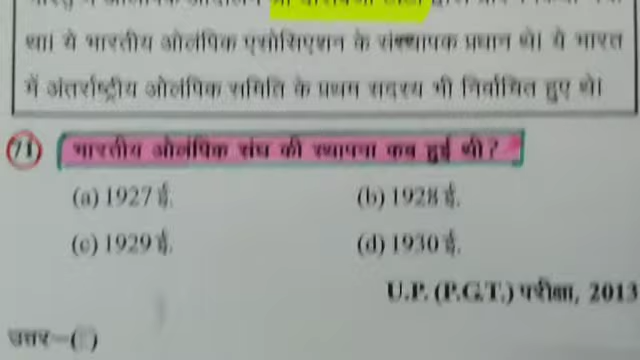 था। ये भारतीय ओलंपिक एसोसिएशन के संस्थापक प्रधान थे। ये भारत
में अंतर्राष्ट्रीय ओलंपिक समिति के प्रथम सदस्य भी निर्वाचित हुए थे।
71 भारतीय ओलंपिक संघ की स्थापना कब हुई थी?
(a) 1927 ई. (b) 1928 ई.
(c) 1929 ई. (d) 1930 ई.
U.P. (P.G.T.) परीक्षा, 2013
उत्तर–( )